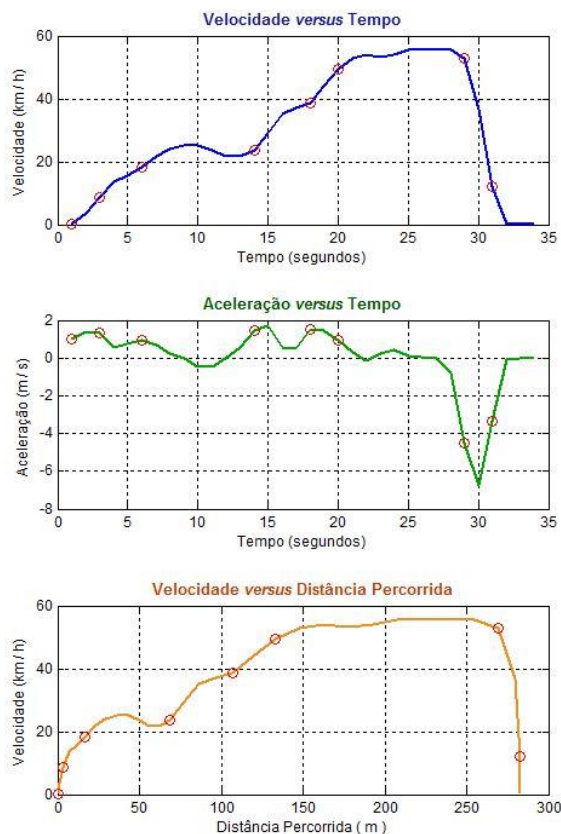 Velocidade versus Tempo
60
40
20
0
Velocidade (km / h)
0 5 10 15 20 25 30 35
Tempo (segundos)
Aceleração versus Tempo
2
0
-2
-4
-6
-8
Aceleração (m / s)
0 5 10 15 20 25 30 35
Tempo (segundos)
Velocidade versus Distância Percorrida
60
40
20
0
Velocidade (km / h)
0 50 100 150 200 250 300
Distância Percorrida ( m )